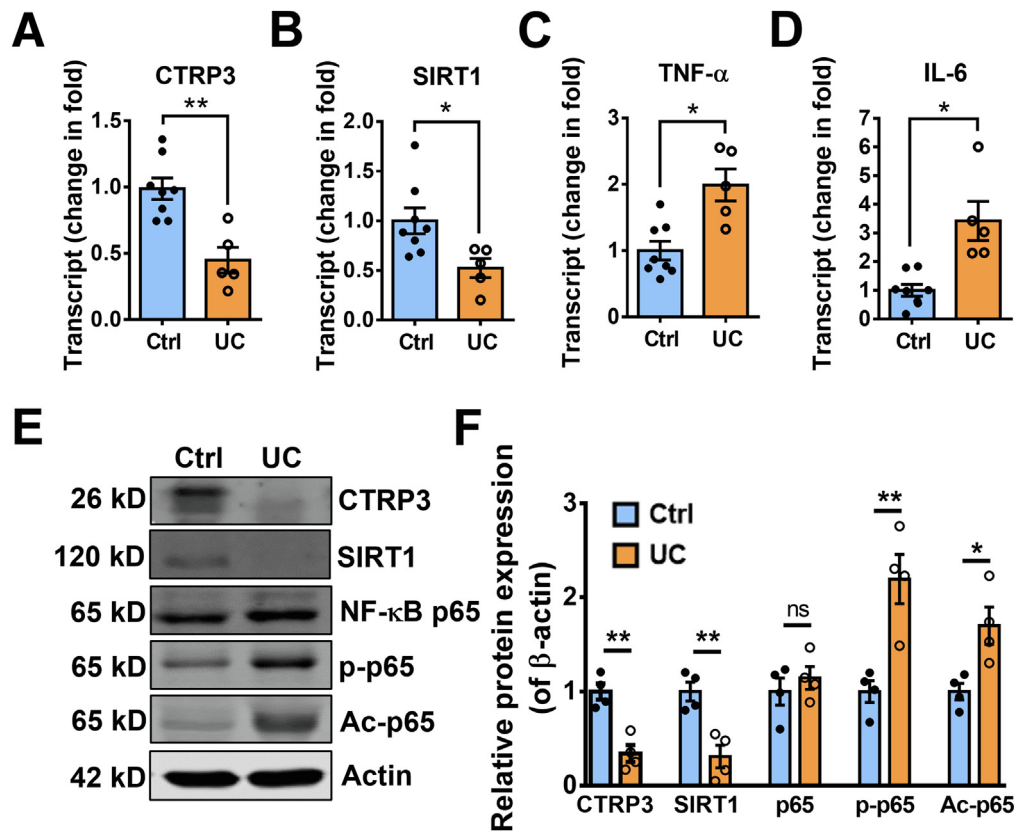 A
CTRP3
**
Transcript (change in fold)
1.5
1.0
0.5
0.0
Ctrl
UC
B
SIRT1
*
Transcript (change in fold)
2.0
1.5
1.0
0.5
0.0
Ctrl
UC
C
TNF-α
*
Transcript (change in fold)
3
2
1
0
Ctrl
UC
D
IL-6
*
Transcript (change in fold)
7
6
5
4
3
2
1
0
Ctrl
UC
E
Ctrl UC
26 kD CTRP3
120 kD SIRT1
65 kD NF-κB p65
65 kD p-p65
65 kD Ac-p65
42 kD Actin
F
Relative protein expression
(of β-actin)
3
2
1
0
Ctrl
UC
**
**
ns
**
*
CTRP3 SIRT1 p65 p-p65 Ac-p65